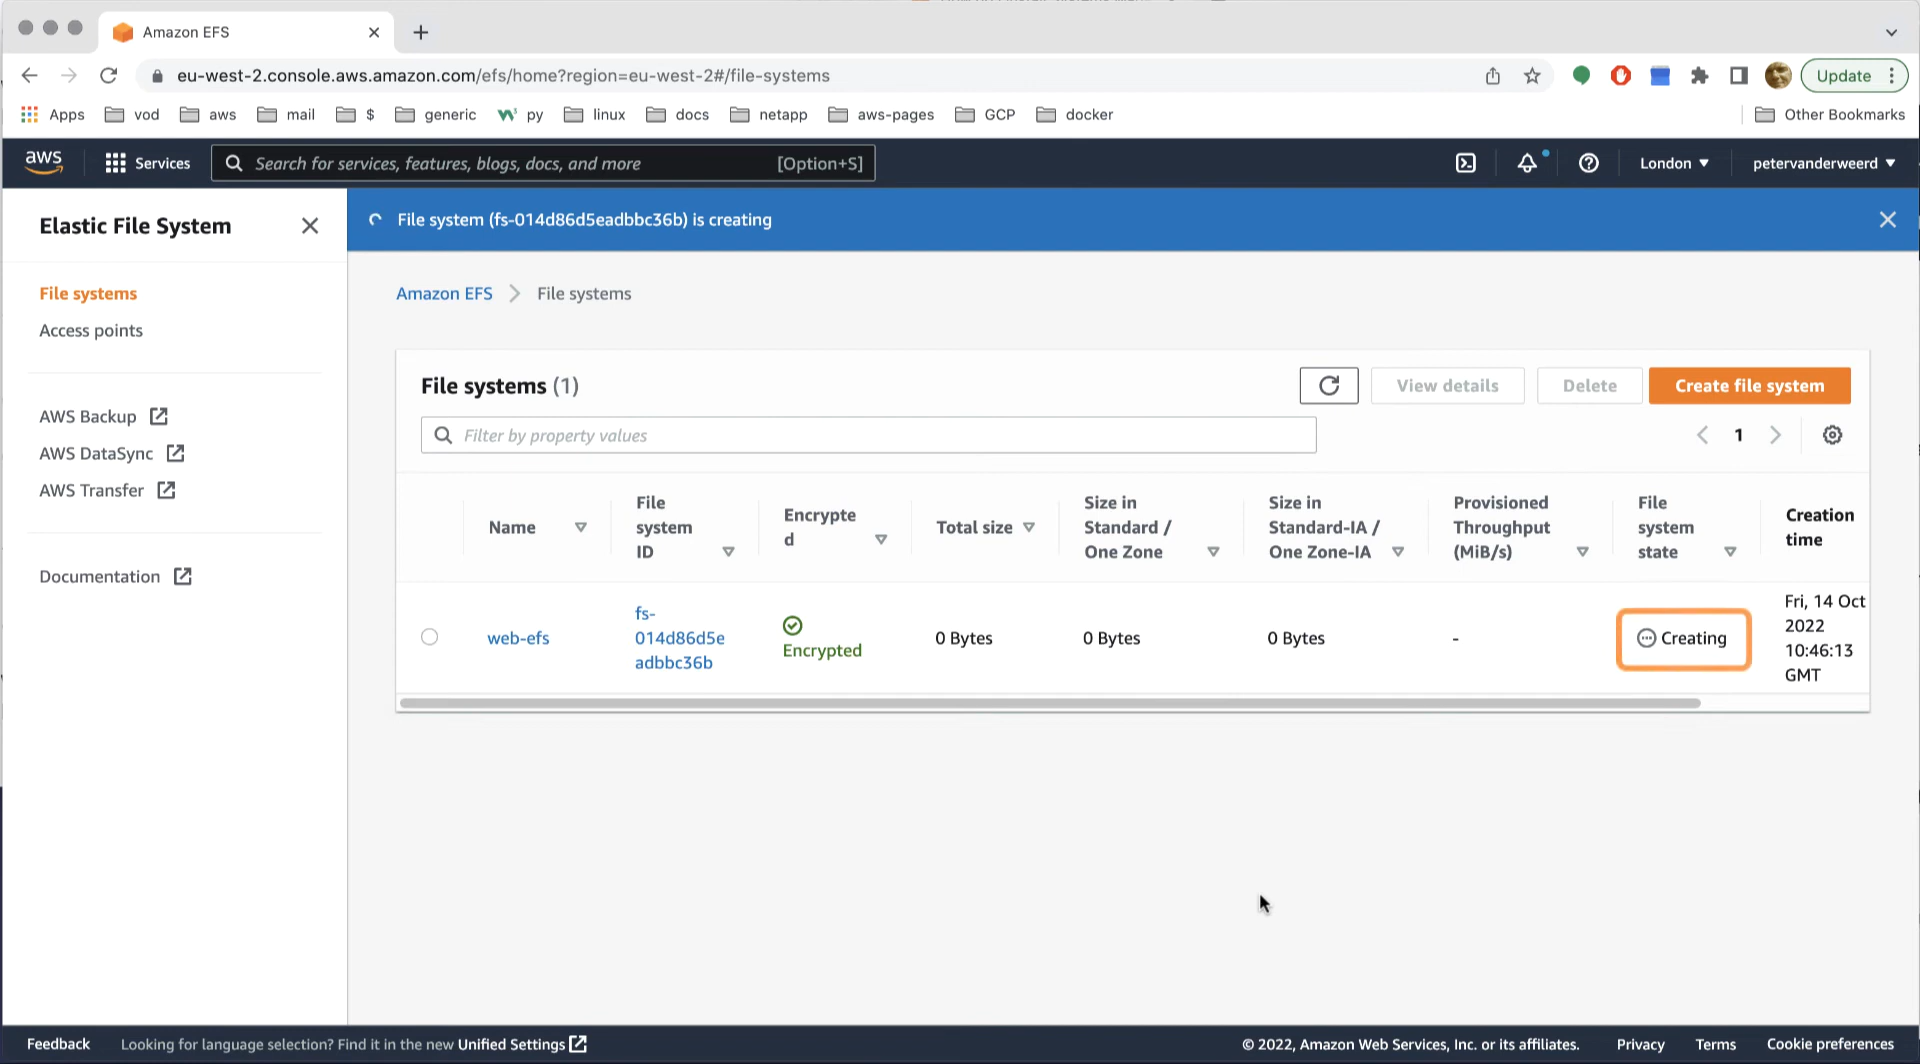 Amazon EFS
eu-west-2.console.aws.amazon.com/efs/home?region=eu-west-2#/file-systems
Update
Apps vod aws mail $ generic py linux docs netapp aws-pages GCP docker Other Bookmarks
aws Services Search for services, features, blogs, docs, and more [Option+S] London petervanderweerd
Elastic File System
File systems
Access points
AWS Backup
AWS DataSync
AWS Transfer
Documentation
File system (fs-014d86d5eadbbc36b) is creating
Amazon EFS File systems
File systems (1)
View details
Delete
Create file system
Filter by property values
1
Name
File
system
ID
Encrypte
d
Total size
Size in
Standard /
One Zone
Size in
Standard-IA /
One Zone-IA
Provisioned
Throughput
(MiB/s)
File
system
state
Creation
time
web-efs
fs-
014d86d5e
adbbc36b
Encrypted
0 Bytes
0 Bytes
0 Bytes
-
Creating
Fri, 14 Oct
2022
10:46:13
GMT
Feedback Looking for language selection? Find it in the new Unified Settings © 2022, Amazon Web Services, Inc. or its affiliates. Privacy Terms Cookie preferences